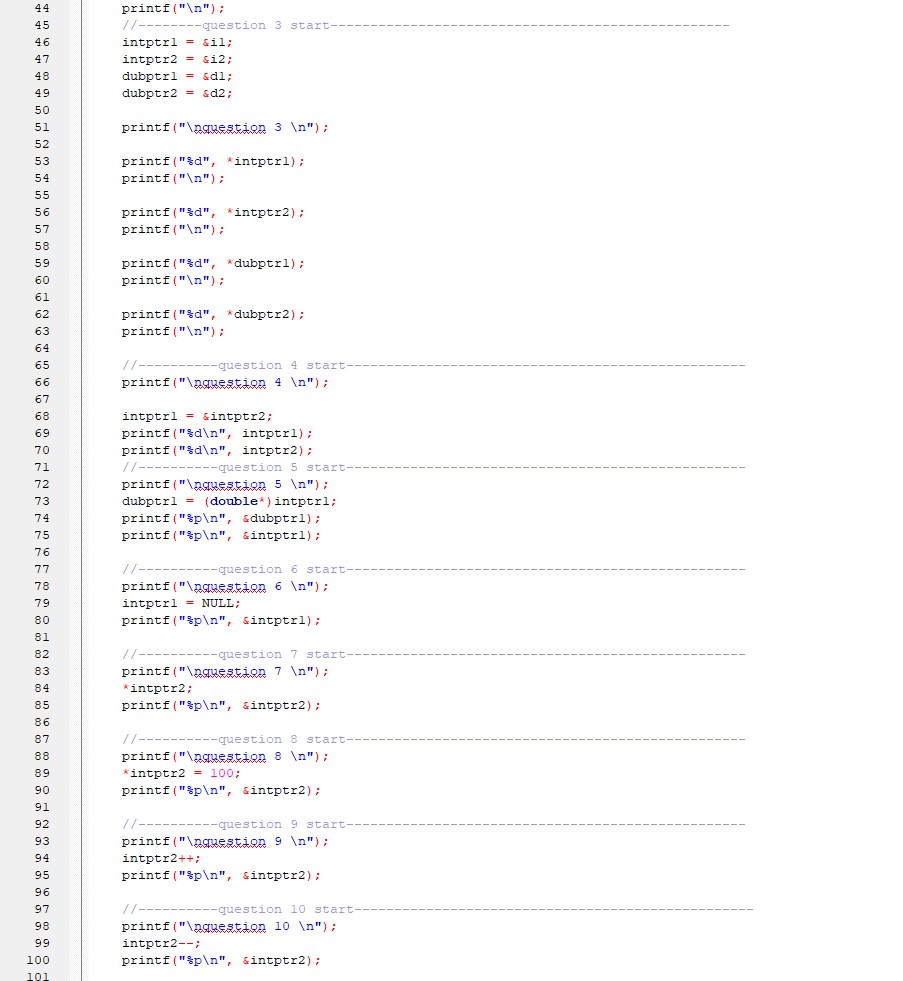 44 printf("\n");
45 //--------question 3 start--------------------------------------------------
46 intptr1 = &i1;
47 intptr2 = &i2;
48 dubptr1 = &d1;
49 dubptr2 = &d2;
50
51 printf("\nquestion 3 \n");
52
53 printf("%d", *intptr1);
54 printf("\n");
55
56 printf("%d", *intptr2);
57 printf("\n");
58
59 printf("%d", *dubptr1);
60 printf("\n");
61
62 printf("%d", *dubptr2);
63 printf("\n");
64
65 //----------question 4 start--------------------------------------------------
66 printf("\nquestion 4 \n");
67
68 intptr1 = &intptr2;
69 printf("%d\n", intptr1);
70 printf("%d\n", intptr2);
71 //----------question 5 start--------------------------------------------------
72 printf("\nquestion 5 \n");
73 dubptr1 = (double*)intptr1;
74 printf("%p\n", &dubptr1);
75 printf("%p\n", &intptr1);
76
77 //----------question 6 start--------------------------------------------------
78 printf("\nquestion 6 \n");
79 intptr1 = NULL;
80 printf("%p\n", &intptr1);
81
82 //----------question 7 start--------------------------------------------------
83 printf("\nquestion 7 \n");
84 *intptr2;
85 printf("%p\n", &intptr2);
86
87 //----------question 8 start--------------------------------------------------
88 printf("\nquestion 8 \n");
89 *intptr2 = 100;
90 printf("%p\n", &intptr2);
91
92 //----------question 9 start--------------------------------------------------
93 printf("\nquestion 9 \n");
94 intptr2++;
95 printf("%p\n", &intptr2);
96
97 //----------question 10 start--------------------------------------------------
98 printf("\nquestion 10 \n");
99 intptr2--;
100 printf("%p\n", &intptr2);
101